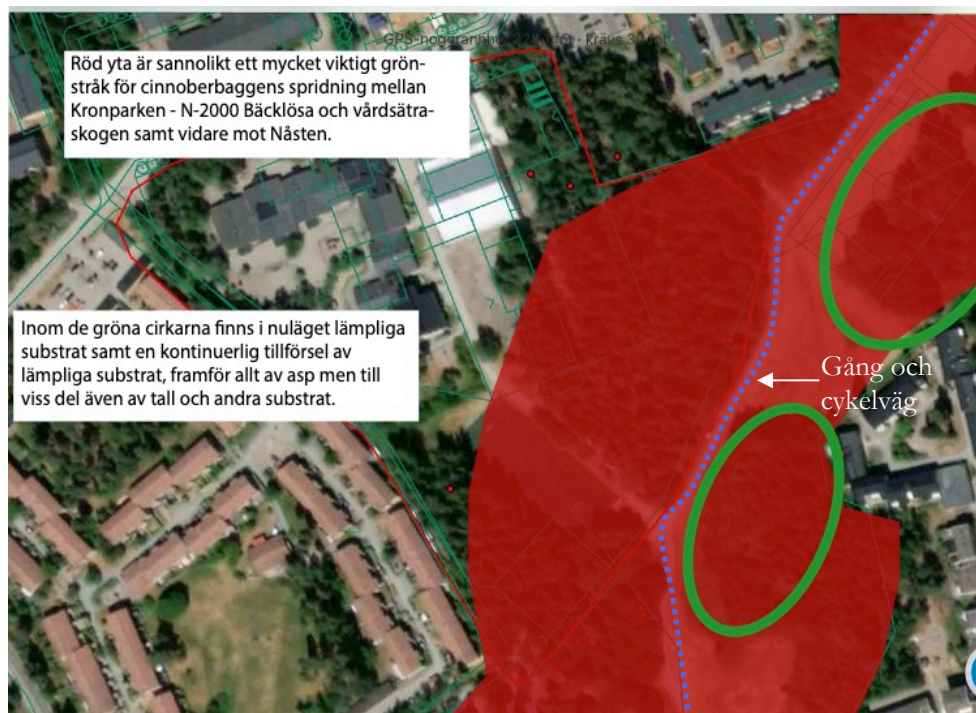 GPS-noggrannhet
Röd yta är sannolikt ett mycket viktigt grön-
stråk för cinnoberbaggens spridning mellan
Kronparken - N-2000 Bäcklösa och vårdsätra-
skogen samt vidare mot Nåsten.
Inom de gröna cirkarna finns i nuläget lämpliga
substrat samt en kontinuerlig tillförsel av
lämpliga substrat, framför allt av asp men till
viss del även av tall och andra substrat.
Gång och
cykelväg